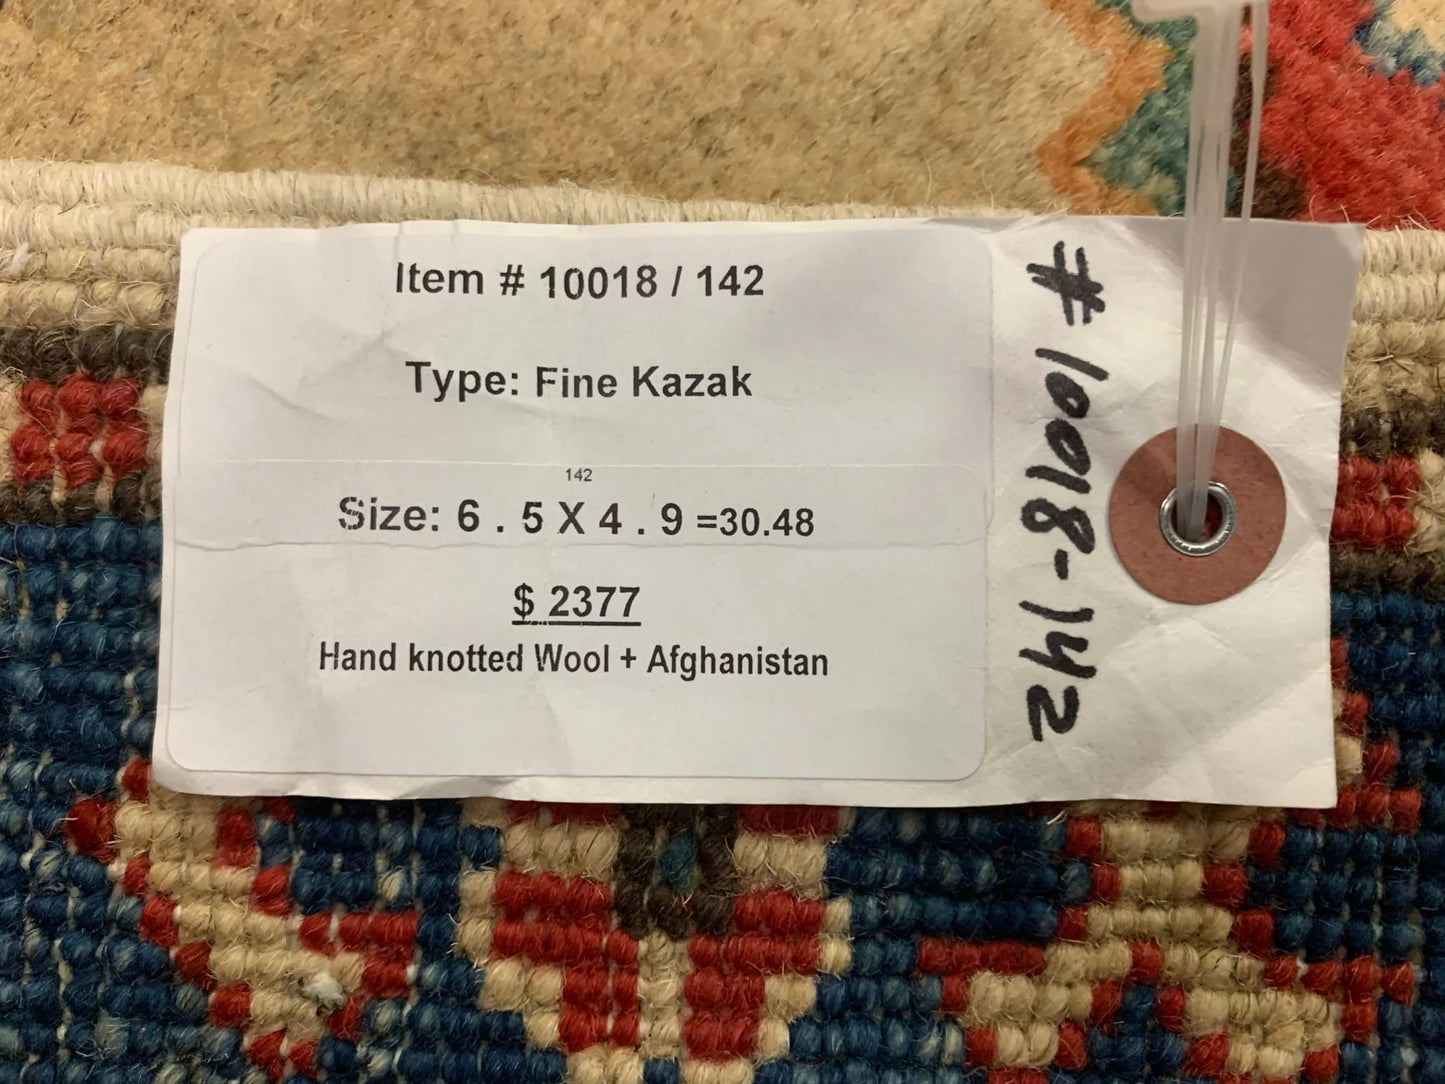 Item # 10018 / 142
Type: Fine Kazak
142
Size: 6 . 5 X 4 . 9 =30.48
$ 2377
Hand knotted Wool + Afghanistan
# 10018-142